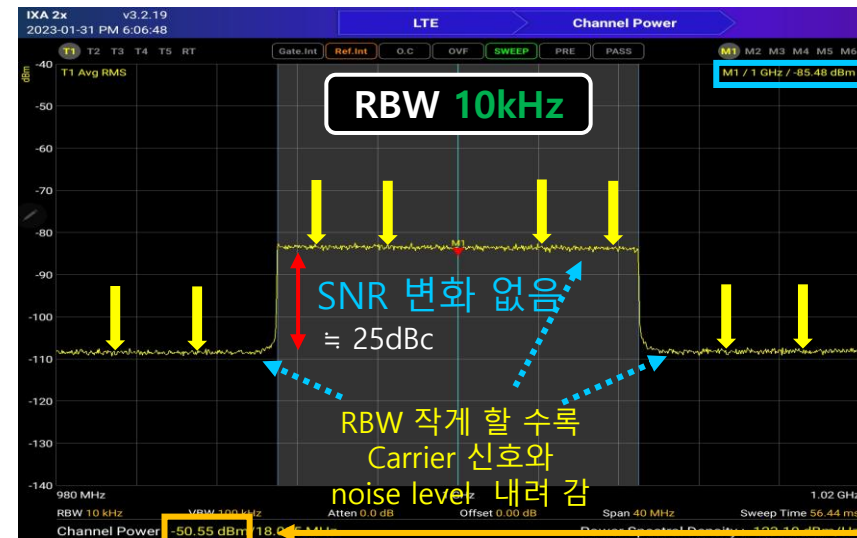 IXA 2x v3.2.19
2023-01-31 PM 6:06:48
LTE
Channel Power
T1 T2 T3 T4 T5 RT
Gate.Int Ref.Int O.C OVF SWEEP PRE PASS
M1 M2 M3 M4 M5 M6
dBm
-40
T1 Avg RMS
M1 / 1 GHz / -85.48 dBm
RBW 10kHz
-50
-60
-70
-80
M1
-90
SNR 변화 없음
-100
≒ 25dBc
-110
-120
RBW 작게 할 수록
Carrier 신호와
-130
noise level 내려 감
-140
980 MHz
1.02 GHz
RBW 10 kHz VBW 100 kHz Atten 0.0 dB Offset 0.00 dB Span 40 MHz Sweep Time 56.44 ms
Channel Power -50.55 dBm